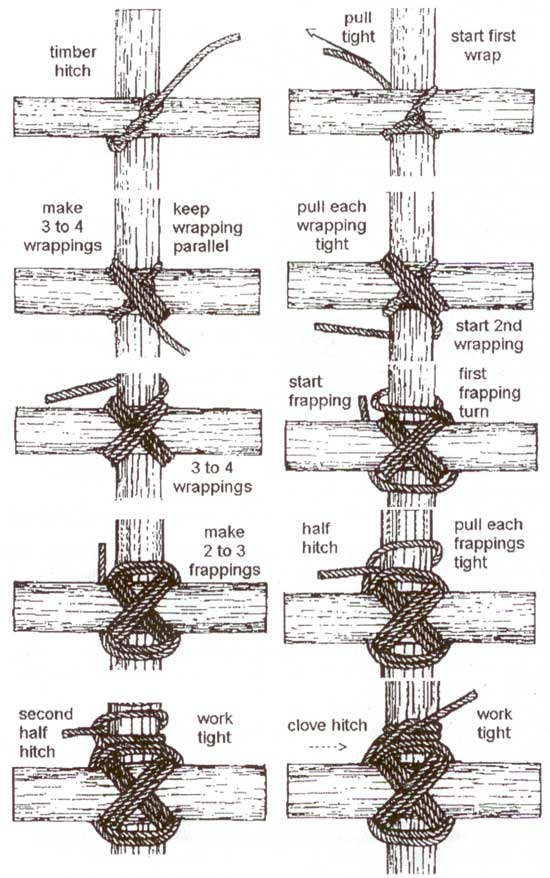 timber
hitch
pull
tight
start first
wrap
make
3 to 4
wrappings
keep
wrapping
parallel
pull each
wrapping
tight
start 2nd
wrapping
3 to 4
wrappings
start
frapping
first
frapping
turn
make
2 to 3
frappings
half
hitch
pull each
frappings
tight
second
half
hitch
work
tight
clove hitch
work
tight